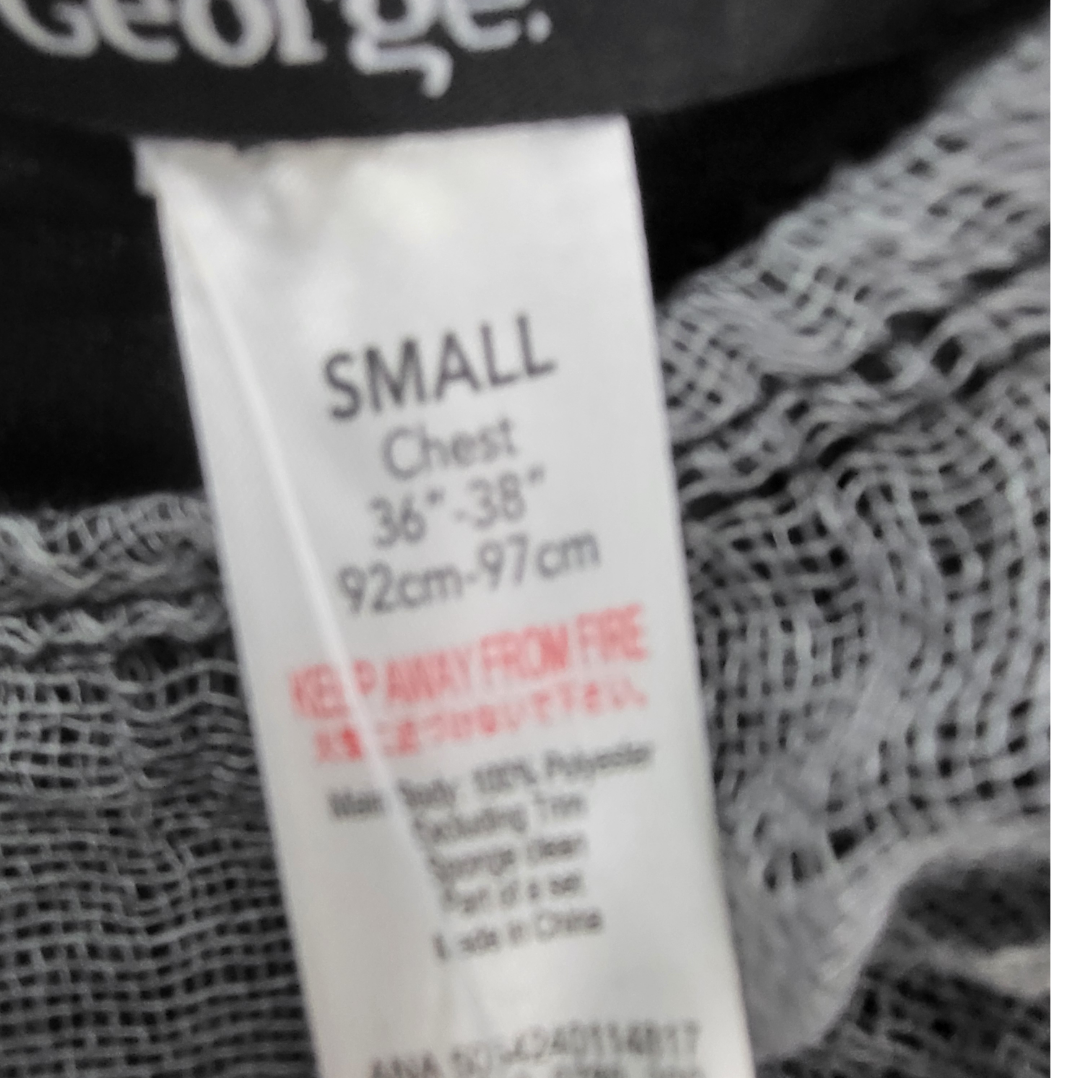 George.
SMALL
Chest
36"-38"
92cm-97cm
KEEP AWAY FROM FIRE
Main Body: 100% Polyester
Excluding Trim
Sponge clean
Part of a set
Made in China
ANA